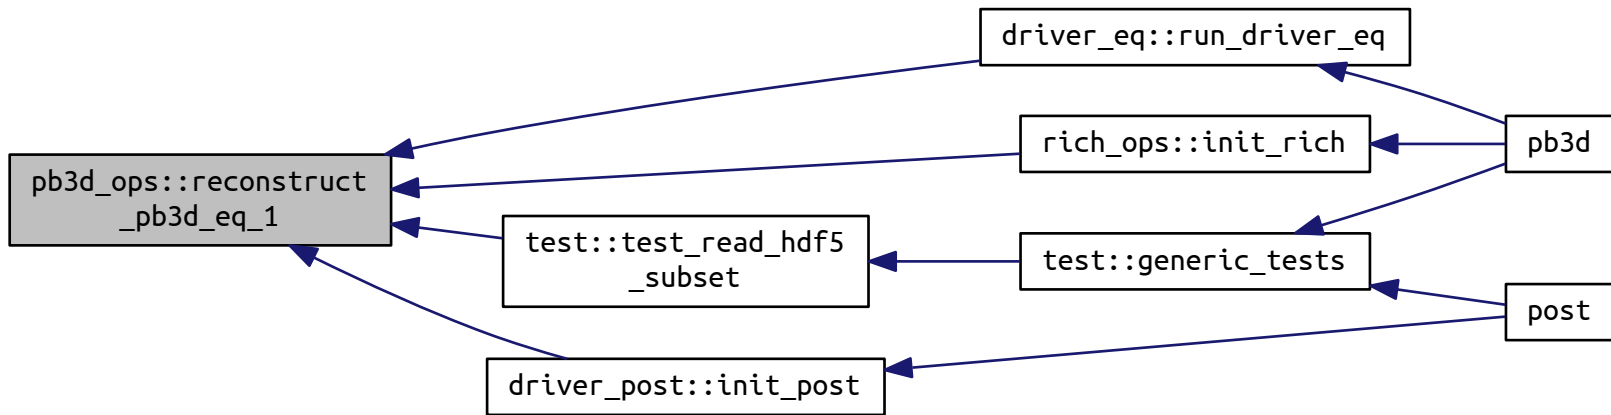 driver_eq::run_driver_eq
rich_ops::init_rich
pb3d
pb3d_ops::reconstruct
_pb3d_eq_1
test::test_read_hdf5
_subset
test::generic_tests
post
driver_post::init_post